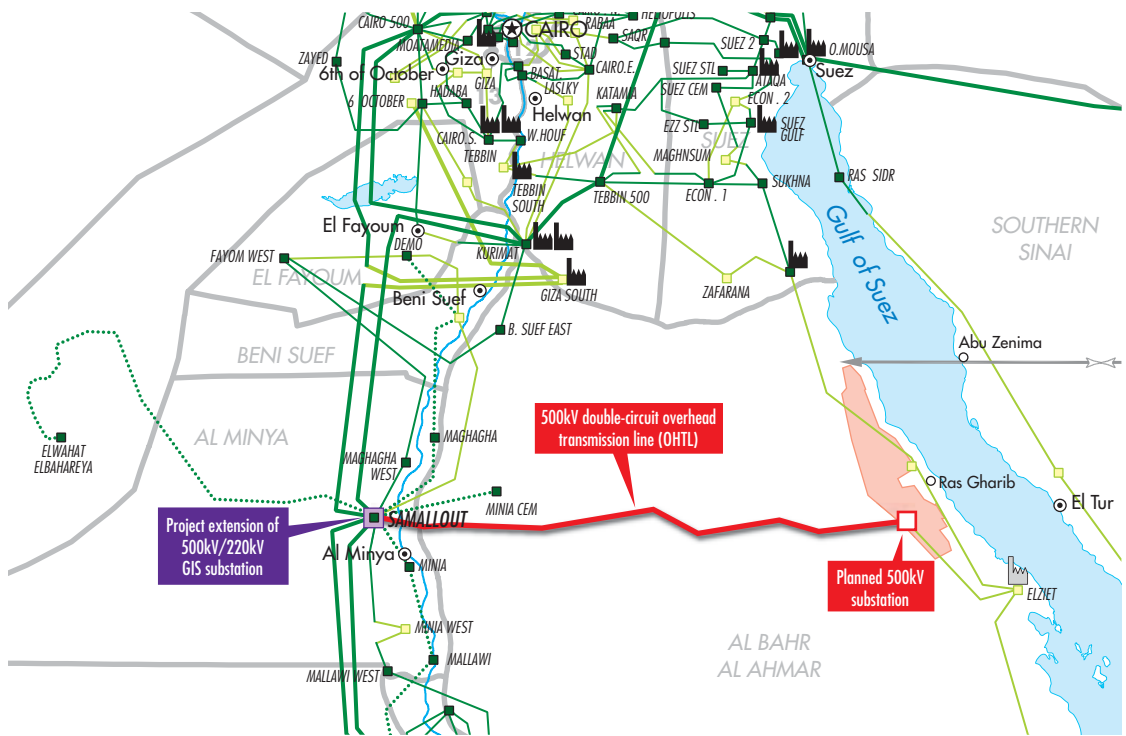 CAIRO 500
MOATAMEDIA
CAIRO
RABAA
HELIOPOLIS
SAQR
STAD
SUEZ 2
O.MOUSA
ZAYED
6th of October
Giza
GIZA
BASAT.
LASLKY
CAIRO.E.
SUEZ STL
ATAQA
Suez
6 OCTOBER
HADABA
Helwan
KATAMIA
SUEZ CEM
ECON . 2
13
CAIRO.S.
W.HOUF
EZZ STL
SUEZ
GULF
SUEZ
TEBBIN
HELWAN
MAGHNSUM
TEBBIN
SOUTH
TEBBIN 500
ECON . 1
SUKHNA
RAS SIDR
El Fayoum
DEMO
KURIMAT
Gulf of Suez
SOUTHERN
SINAI
FAYOM WEST
EL FAYOUM
Beni Suef
GIZA SOUTH
ZAFARANA
B. SUEF EAST
BENI SUEF
Abu Zenima
500kV double-circuit overhead
transmission line (OHTL)
AL MINYA
MAGHAGHA
ELWAHAT
ELBAHAREYA
MAGHAGHA
WEST
MINIA CEM
Ras Gharib
El Tur
Project extension of
500kV/220kV
GIS substation
SAMALLOUT
Al Minya
MINIA
Planned 500kV
substation
ELZIET
MINIA WEST
AL BAHR
AL AHMAR
MALLAWI
MALLAWI WEST